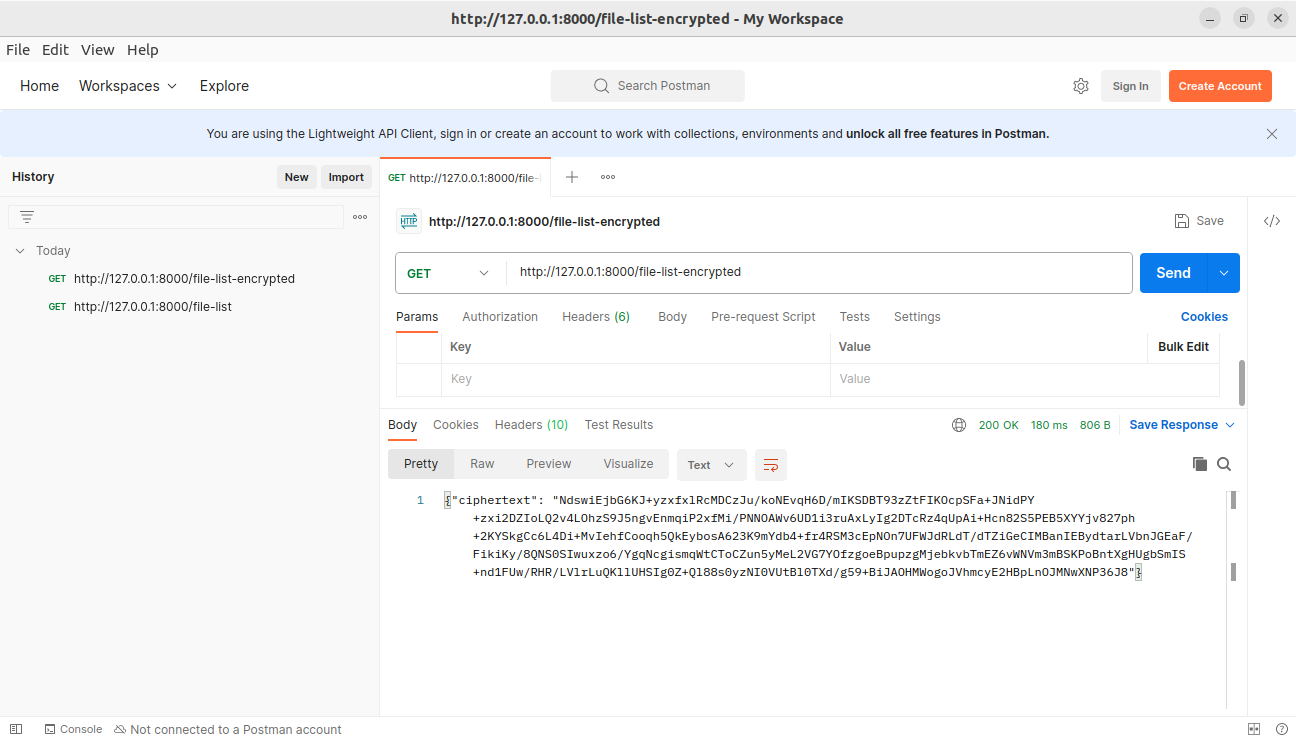 http://127.0.0.1:8000/file-list-encrypted - My Workspace
File Edit View Help
Home Workspaces Explore Search Postman Sign In Create Account
You are using the Lightweight API Client, sign in or create an account to work with collections, environments and unlock all free features in Postman.
History New Import
GET http://127.0.0.1:8000/file-
Today
GET http://127.0.0.1:8000/file-list-encrypted
GET http://127.0.0.1:8000/file-list
HTTP http://127.0.0.1:8000/file-list-encrypted Save
GET http://127.0.0.1:8000/file-list-encrypted Send
Params Authorization Headers (6) Body Pre-request Script Tests Settings Cookies
Key Value Bulk Edit
Key Value
Body Cookies Headers (10) Test Results 200 OK 180 ms 806 B Save Response
Pretty Raw Preview Visualize Text
1 {"ciphertext": "NdswiEjbG6KJ+yzxfxlRcMDCzJu/koNEvqH6D/mIKSDBT93zZtFIKOcpSFa+JNidPY
+zxi2DZIoLQ2v4LOhzS9J5ngvEnmqiP2xfMi/PNNOAWv6UD1i3ruAxLyIg2DTcRz4qUpAi+Hcn82S5PEB5XYYjv827ph
+2KYSkgCc6L4Di+MvIehfCooqh5QkEybosA623K9mYdb4+fr4RSM3cEpNOn7UFWJdRLdT/dTZiGeCIMBanIEBydtarLVbnJGEaF/
FikiKy/8QNS0SIwuxzo6/YgqNcgismqWtCToCZun5yMeL2VG7YOfzgoeBpupzgMjebkvbTmEZ6vWNVm3mBSKPoBntXgHUgbSmIS
+nd1FUw/RHR/LVlrLuQKllUHSIg0Z+Ql88s0yzNI0VUtBl0TXd/g59+BiJAOHMWogoJVhmcyE2HBpLnOJMNwXNP36J8"}
Console Not connected to a Postman account